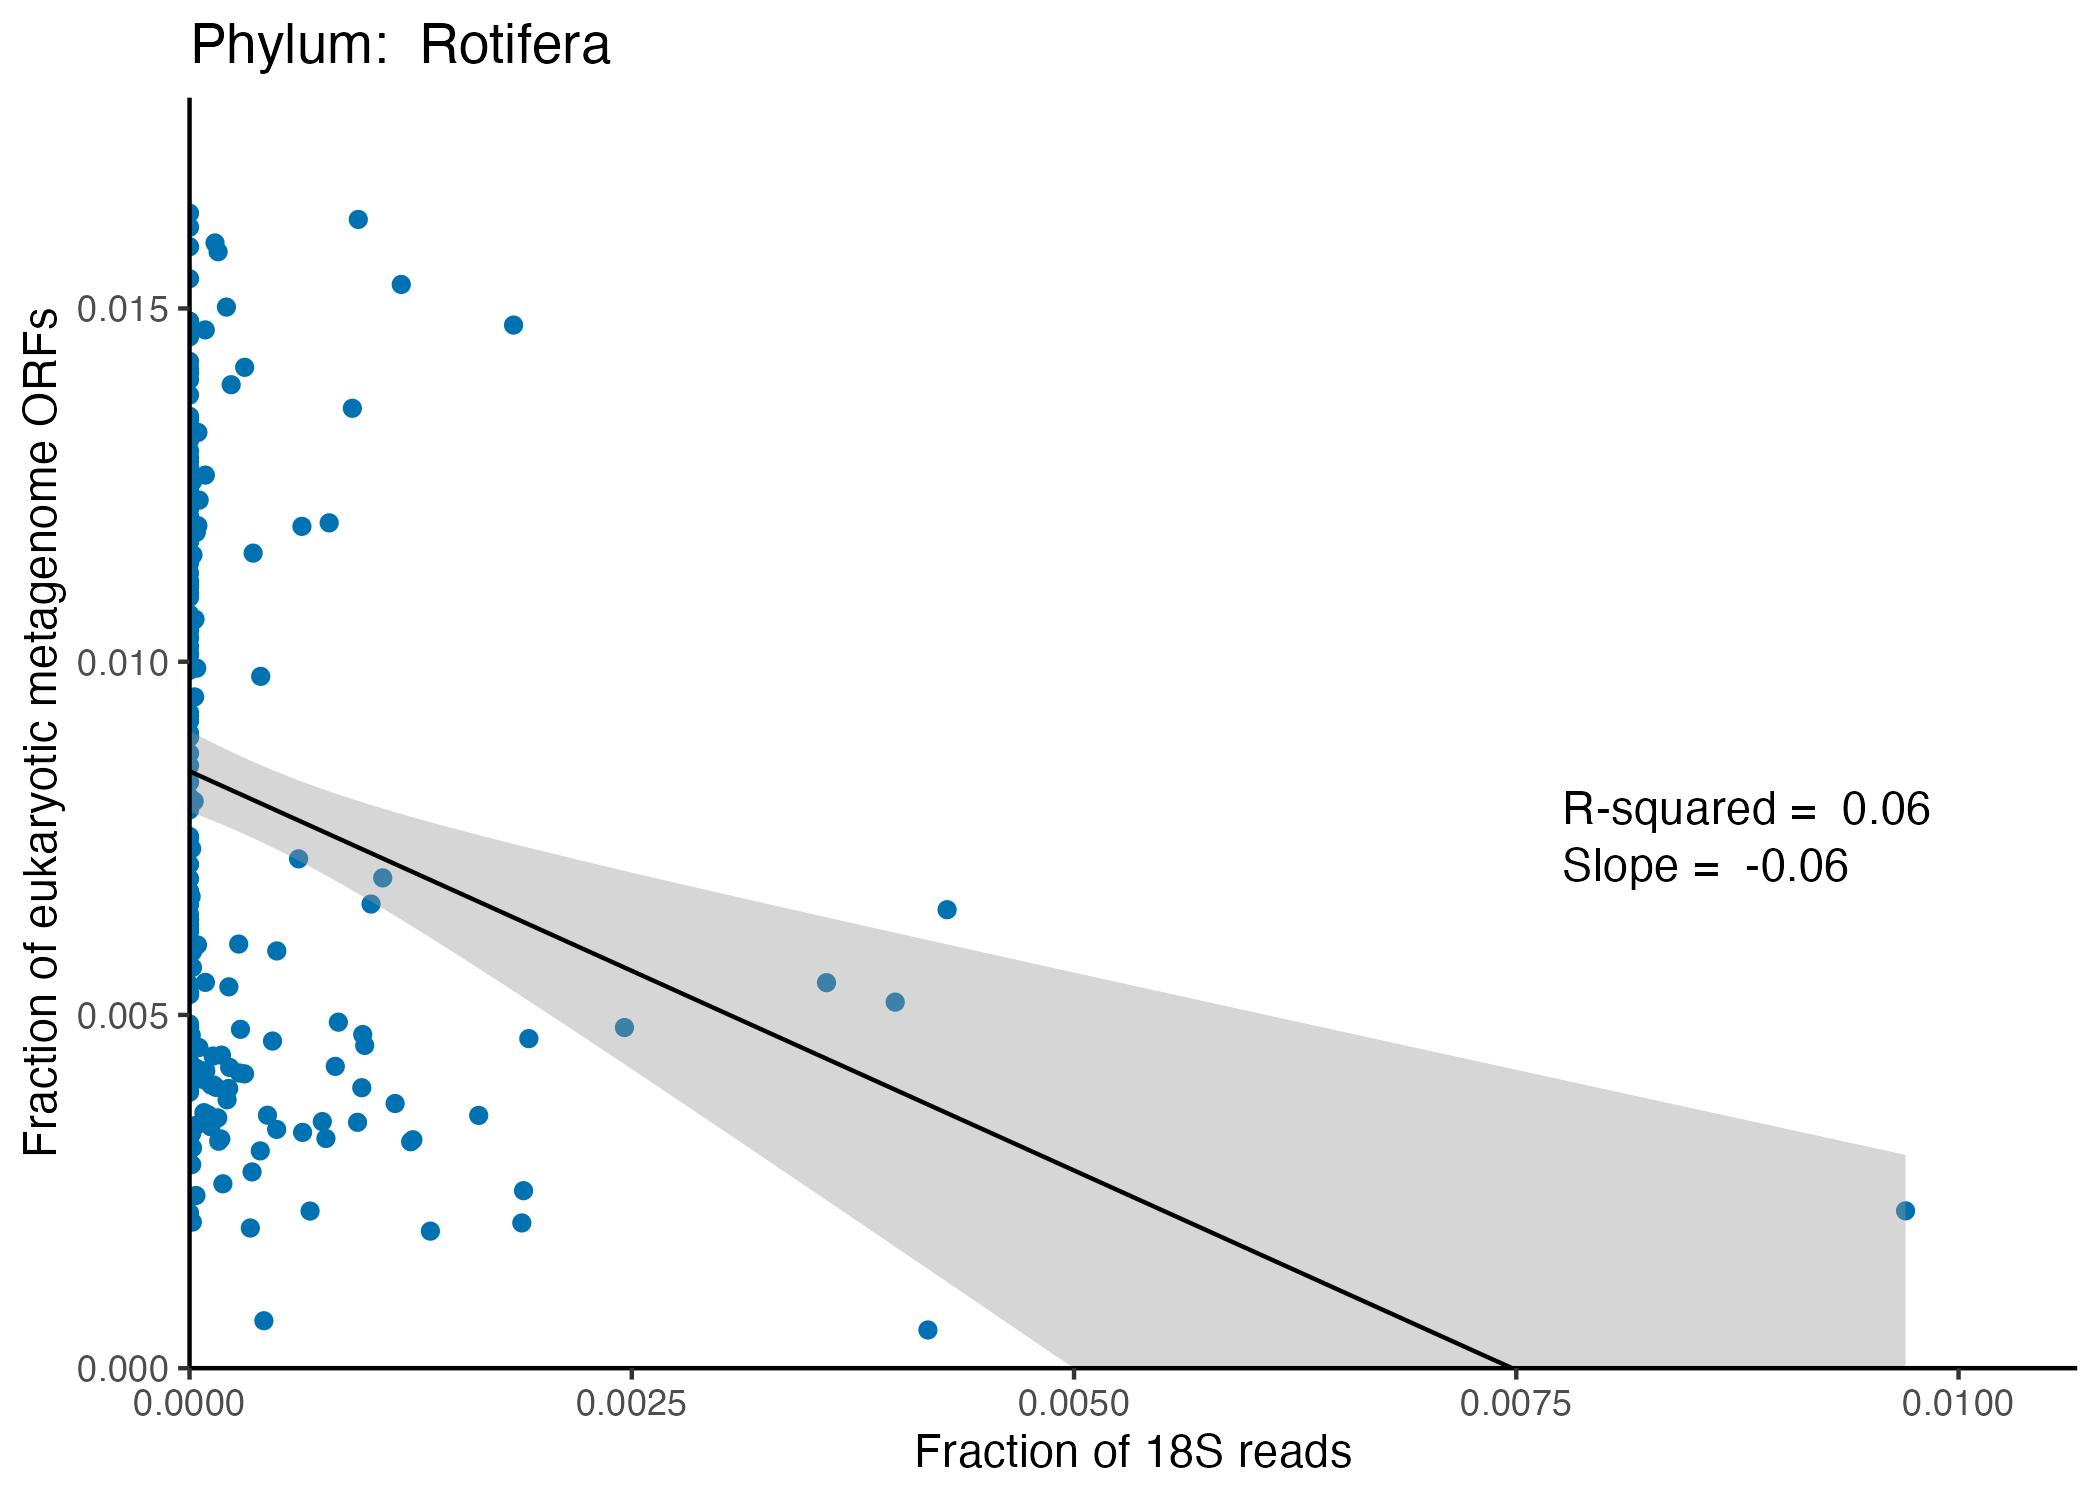 Phylum: Rotifera
Fraction of eukaryotic metagenome ORFs
0.015
0.010
0.005
0.000
R-squared = 0.06
Slope = -0.06
0.0000 0.0025 0.0050 0.0075 0.0100
Fraction of 18S reads